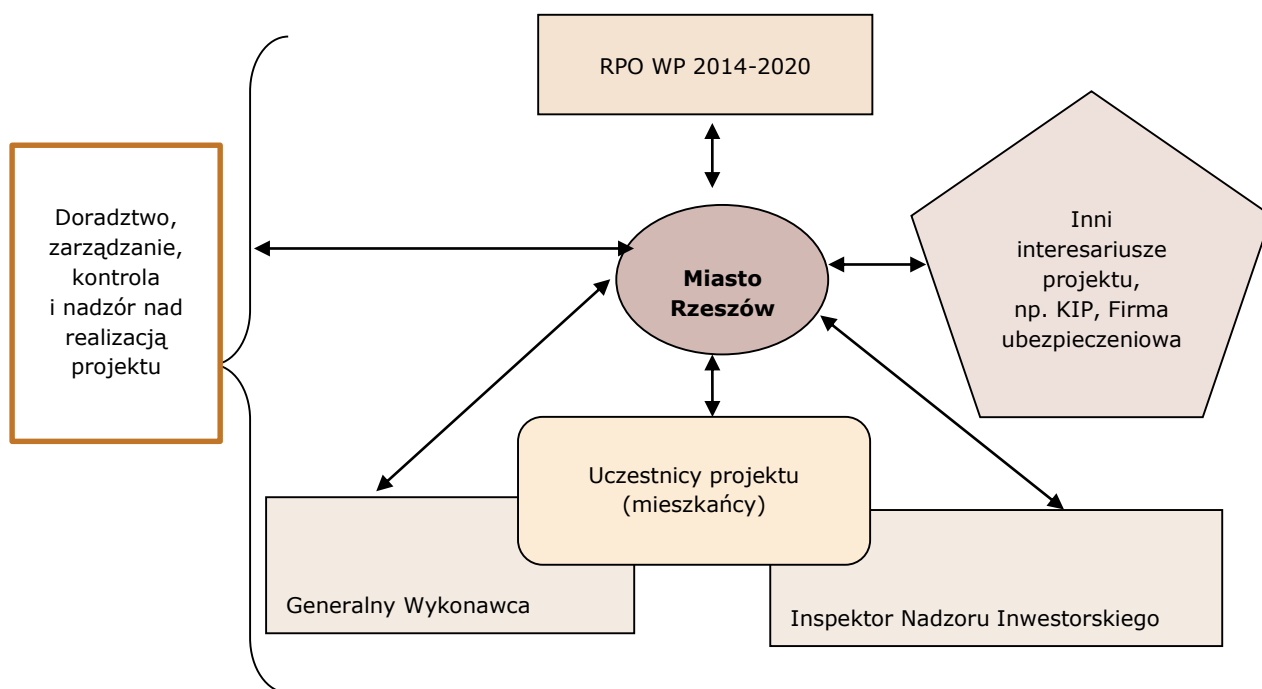 RPO WP 2014-2020
Doradztwo,
zarządzanie,
kontrola
i nadzór nad
realizacją
projektu
Miasto
Rzeszów
Inni
interesariusze
projektu,
np. KIP, Firma
ubezpieczeniowa
Uczestnicy projektu
(mieszkańcy)
Generalny Wykonawca
Inspektor Nadzoru Inwestorskiego